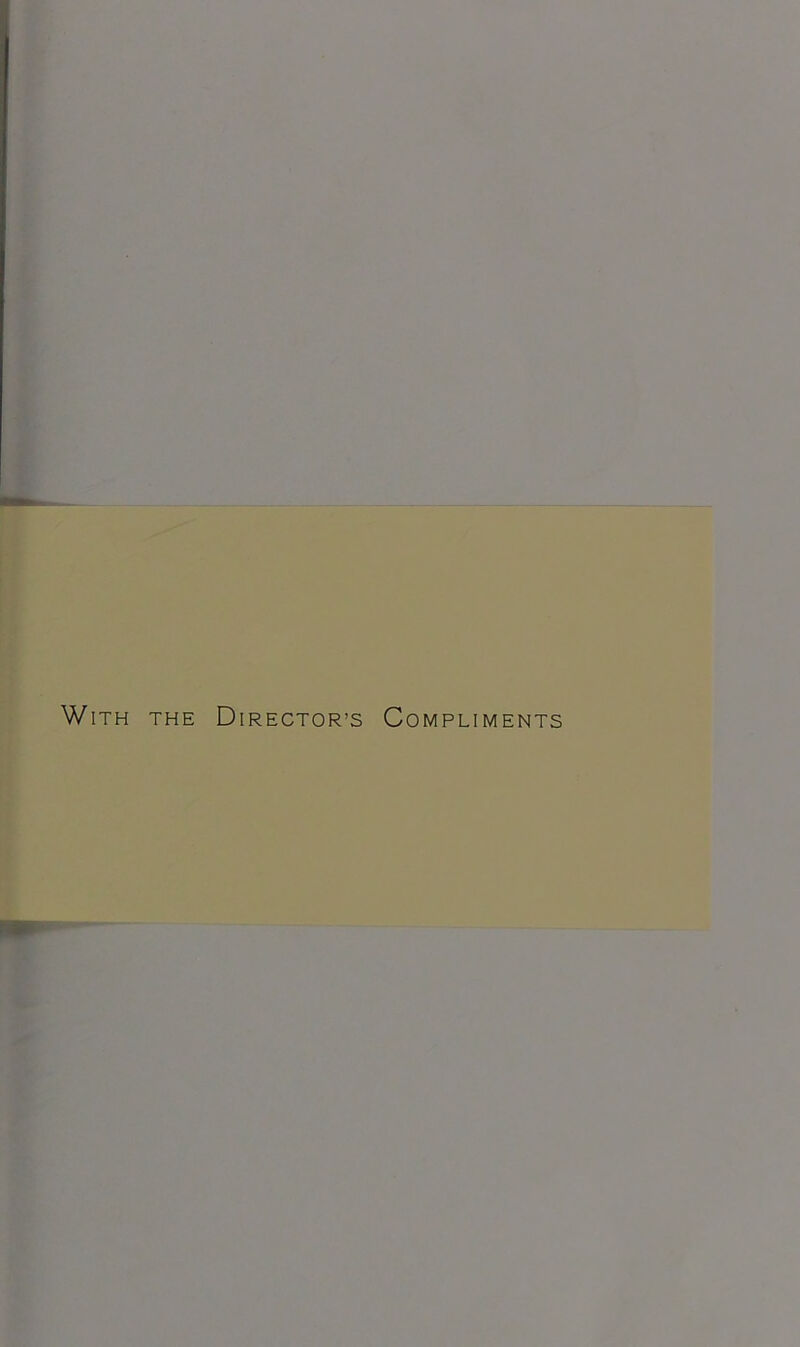 With the Director’s Compliments